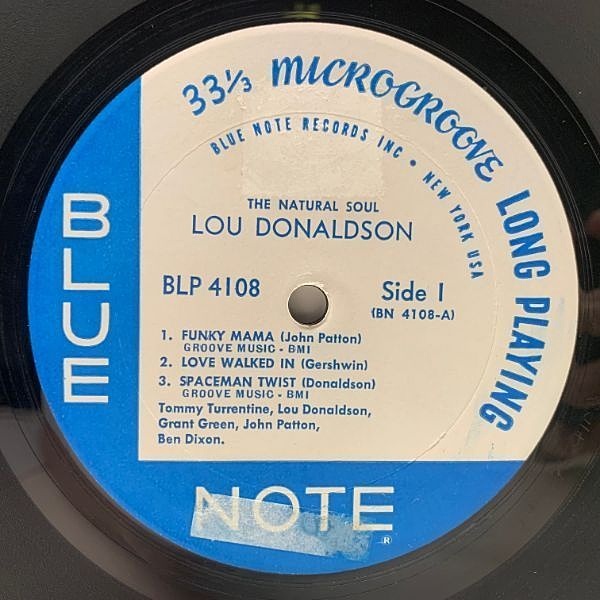 33⅓ MICROGROOVE LONG PLAYING
BLUE NOTE RECORDS INC • NEW YORK USA
THE NATURAL SOUL
LOU DONALDSON
BLP 4108
Side 1
(BN 4108-A)
1. FUNKY MAMA (John Patton)
GROOVE MUSIC - BMI
2. LOVE WALKED IN (Gershwin)
3. SPACEMAN TWIST (Donaldson)
GROOVE MUSIC - BMI
Tommy Turrentine, Lou Donaldson,
Grant Green, John Patton,
Ben Dixon.
BLUE
NOTE
®